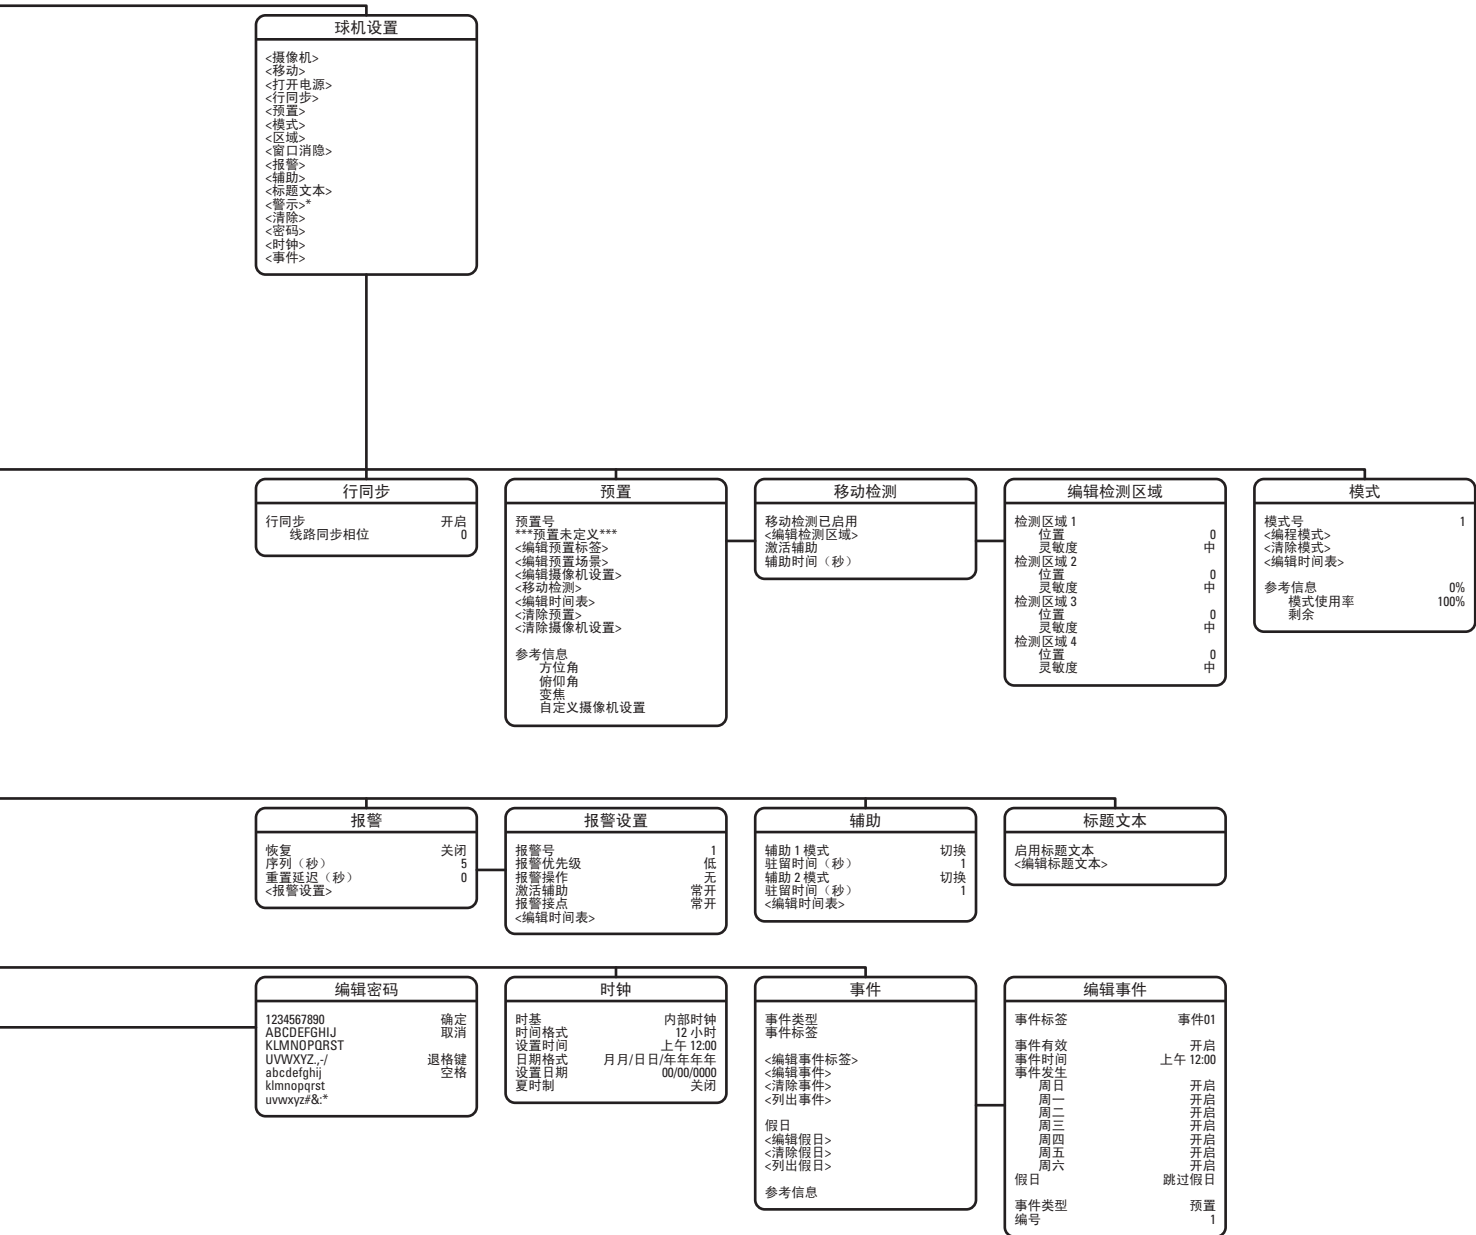 球机设置
<摄像机>
<移动>
<打开电源>
<行同步>
<预置>
<模式>
<区域>
<窗口消隐>
<报警>
<辅助>
<标题文本>
<警示>*
<清除>
<密码>
<时钟>
<事件>
行同步
行同步 开启
线路同步相位 0
预置
预置号
***预置未定义***
<编辑预置标签>
<编辑预置场景>
<编辑摄像机设置>
<移动检测>
<编辑时间表>
<清除预置>
<清除摄像机设置>
参考信息
方位角
俯仰角
变焦
自定义摄像机设置
移动检测
移动检测已启用
<编辑检测区域>
激活辅助
辅助时间（秒）
编辑检测区域
检测区域 1
位置 0
灵敏度 中
检测区域 2
位置 0
灵敏度 中
检测区域 3
位置 0
灵敏度 中
检测区域 4
位置 0
灵敏度 中
模式
模式号 1
<编程模式>
<清除模式>
<编辑时间表>
参考信息 0%
模式使用率 100%
剩余
报警
恢复 关闭
序列（秒） 5
重置延迟（秒） 0
<报警设置>
报警设置
报警号 1
报警优先级 低
报警操作 无
激活辅助 常开
报警接点 常开
<编辑时间表>
辅助
辅助 1 模式 切换
驻留时间（秒） 1
辅助 2 模式 切换
驻留时间（秒） 1
<编辑时间表>
标题文本
启用标题文本
<编辑标题文本>
编辑密码
1234567890 确定
ABCDEFGHIJ 取消
KLMNOPQRST
UVWXYZ.,-/ 退格键
abcdefghij 空格
klmnopqrst
uvwxyz#&:*
时钟
时基 内部时钟
时间格式 12 小时
设置时间 上午 12:00
日期格式 月月/日日/年年年年
设置日期 00/00/0000
夏时制 关闭
事件
事件类型
事件标签
<编辑事件标签>
<编辑事件>
<清除事件>
<列出事件>
假日
<编辑假日>
<清除假日>
<列出假日>
参考信息
编辑事件
事件标签 事件01
事件有效 开启
事件时间 上午 12:00
事件发生
周日 开启
周一 开启
周二 开启
周三 开启
周四 开启
周五 开启
周六 开启
假日 跳过假日
事件类型 预置
编号 1